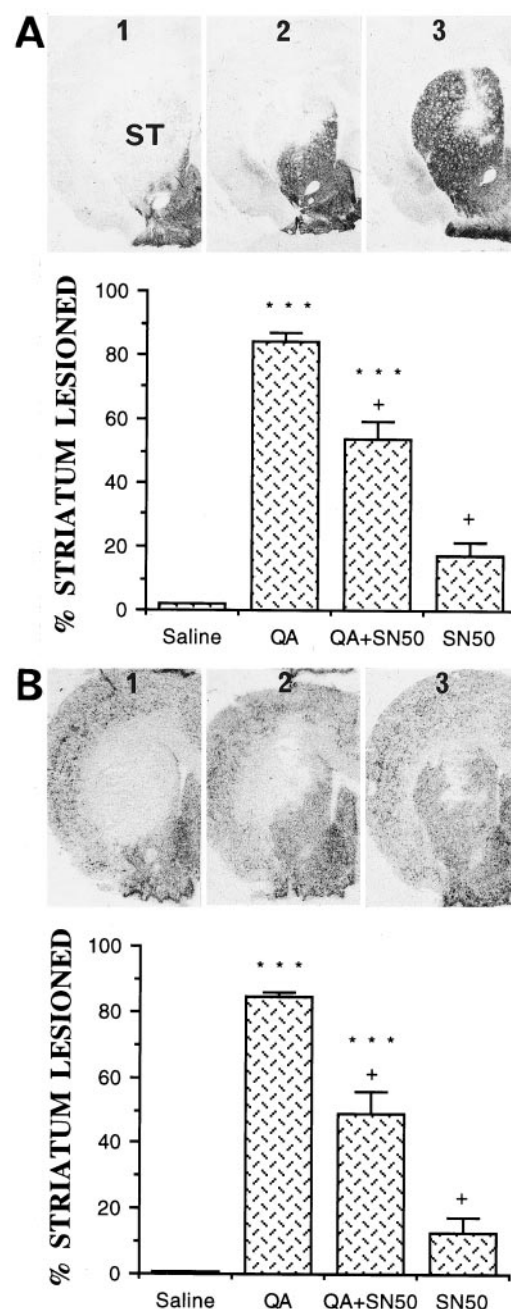 A
1 2 3
ST
% STRIATUM LESIONED
100
80
60
40
20
0
* * *
* * *
+
+
Saline QA QA+SN50 SN50
B
1 2 3
% STRIATUM LESIONED
100
80
60
40
20
0
* * *
* * *
+
+
Saline QA QA+SN50 SN50